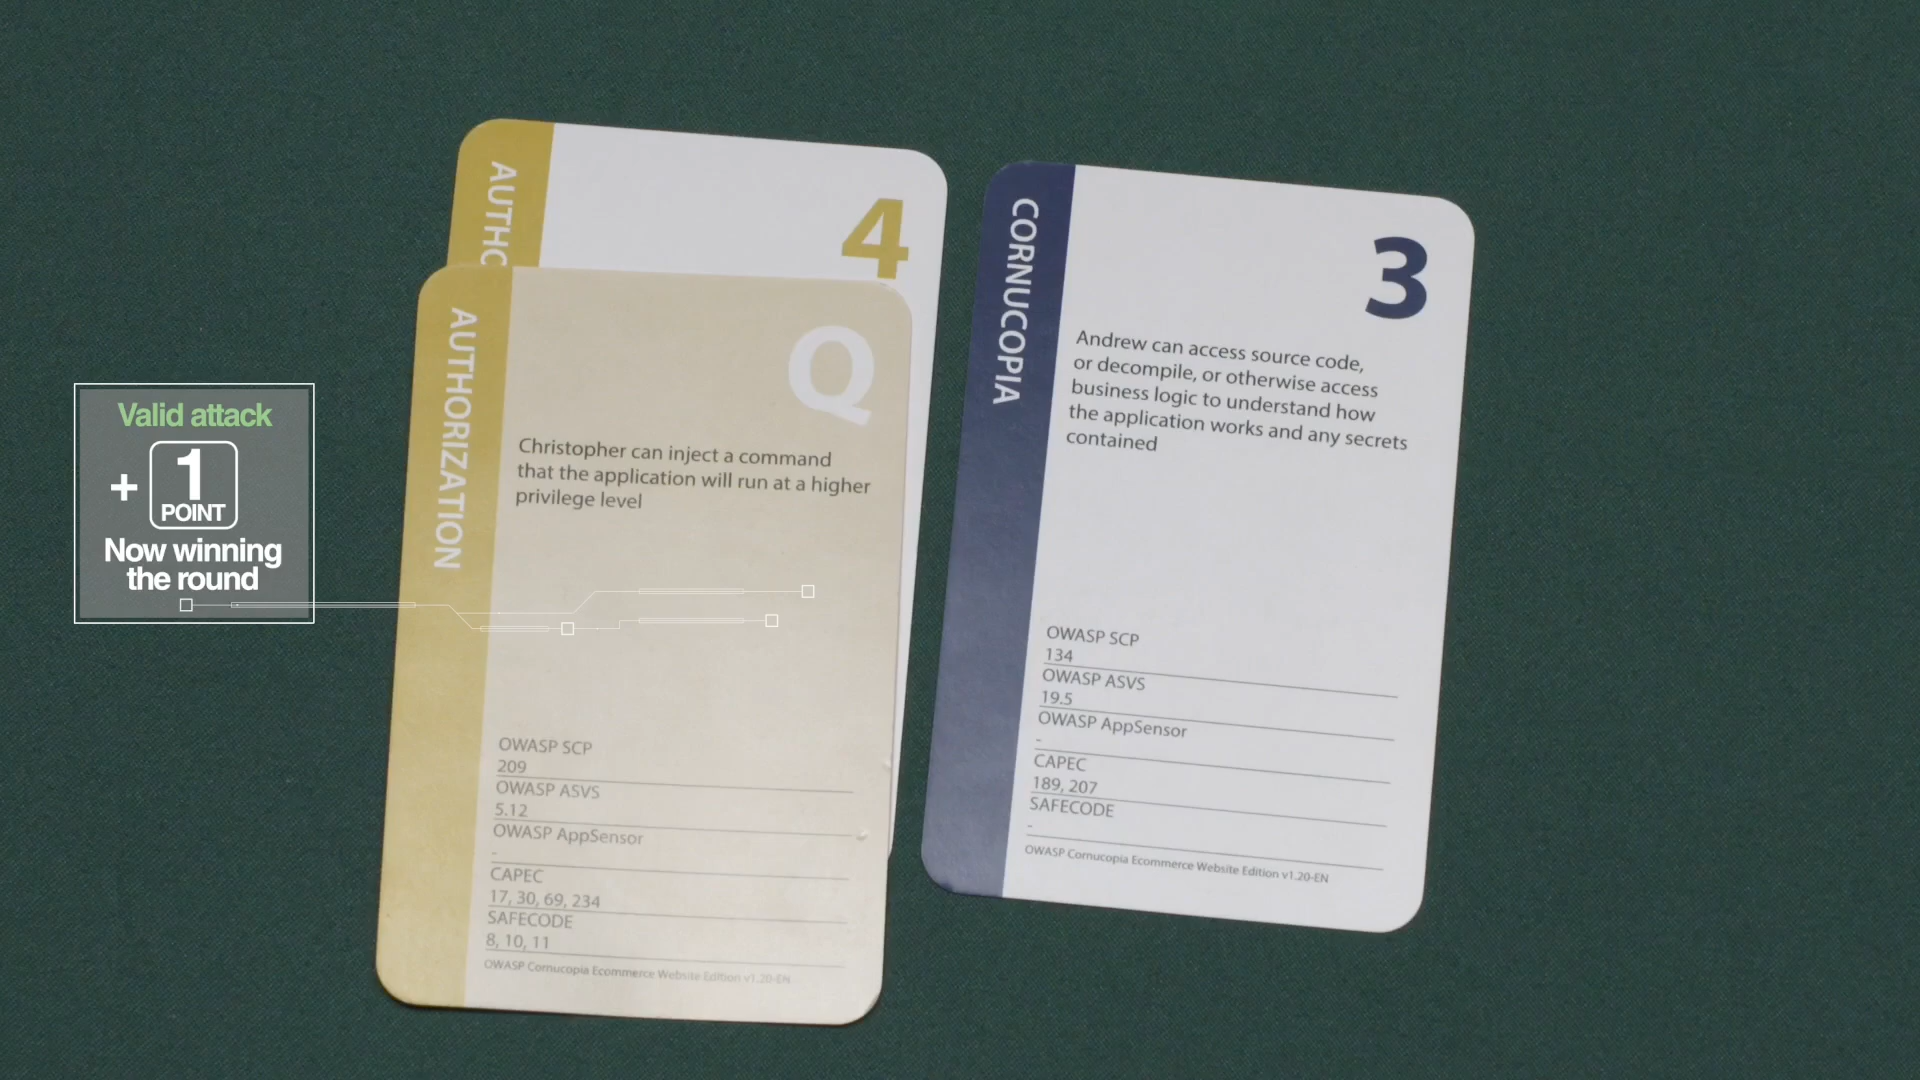 Valid attack
+ 1
POINT
Now winning
the round
AUTHO
4
AUTHORIZATION
Q
Christopher can inject a command
that the application will run at a higher
privilege level
OWASP SCP
209
OWASP ASVS
5.12
OWASP AppSensor
-
CAPEC
17, 30, 69, 234
SAFECODE
8, 10, 11
OWASP Cornucopia Ecommerce Website Edition v1.20-EN
CORNUCOPIA
3
Andrew can access source code,
or decompile, or otherwise access
business logic to understand how
the application works and any secrets
contained
OWASP SCP
134
OWASP ASVS
19.5
OWASP AppSensor
-
CAPEC
189, 207
SAFECODE
-
OWASP Cornucopia Ecommerce Website Edition v1.20-EN